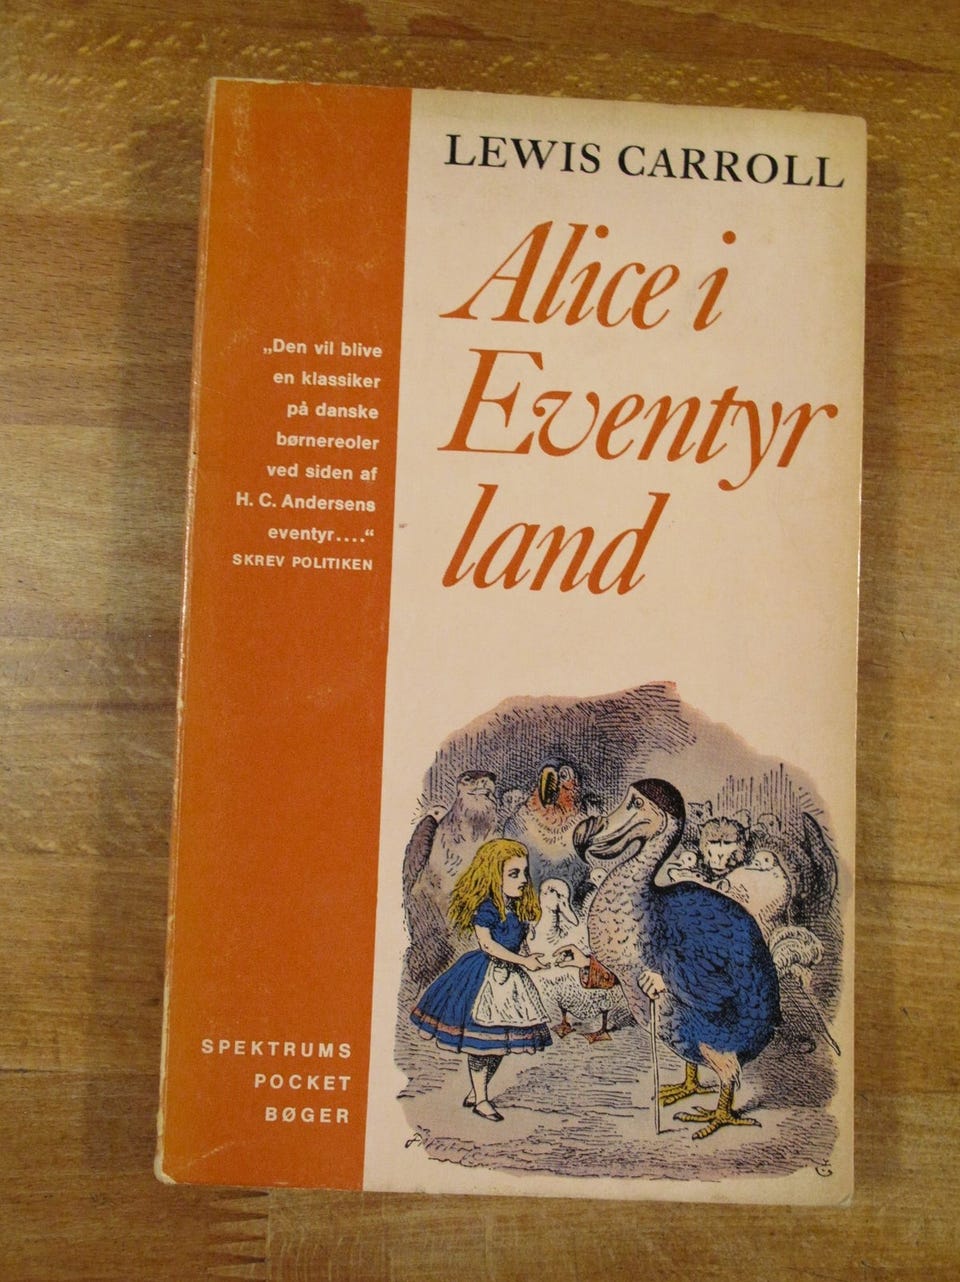 LEWIS CARROLL
Alice i
Eventyr
land
„Den vil blive
en klassiker
på danske
børnereoler
ved siden af
H. C. Andersens
eventyr....“
SKREV POLITIKEN
SPEKTRUMS
POCKET
BØGER